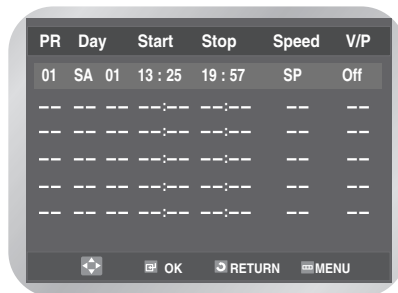 PR Day Start Stop Speed V/P
01 SA 01 13 : 25 19 : 57 SP Off
–– –– –– ––:–– ––:–– –– ––
–– –– –– ––:–– ––:–– –– ––
–– –– –– ––:–– ––:–– –– ––
–– –– –– ––:–– ––:–– –– ––
–– –– –– ––:–– ––:–– –– ––
OK RETURN MENU